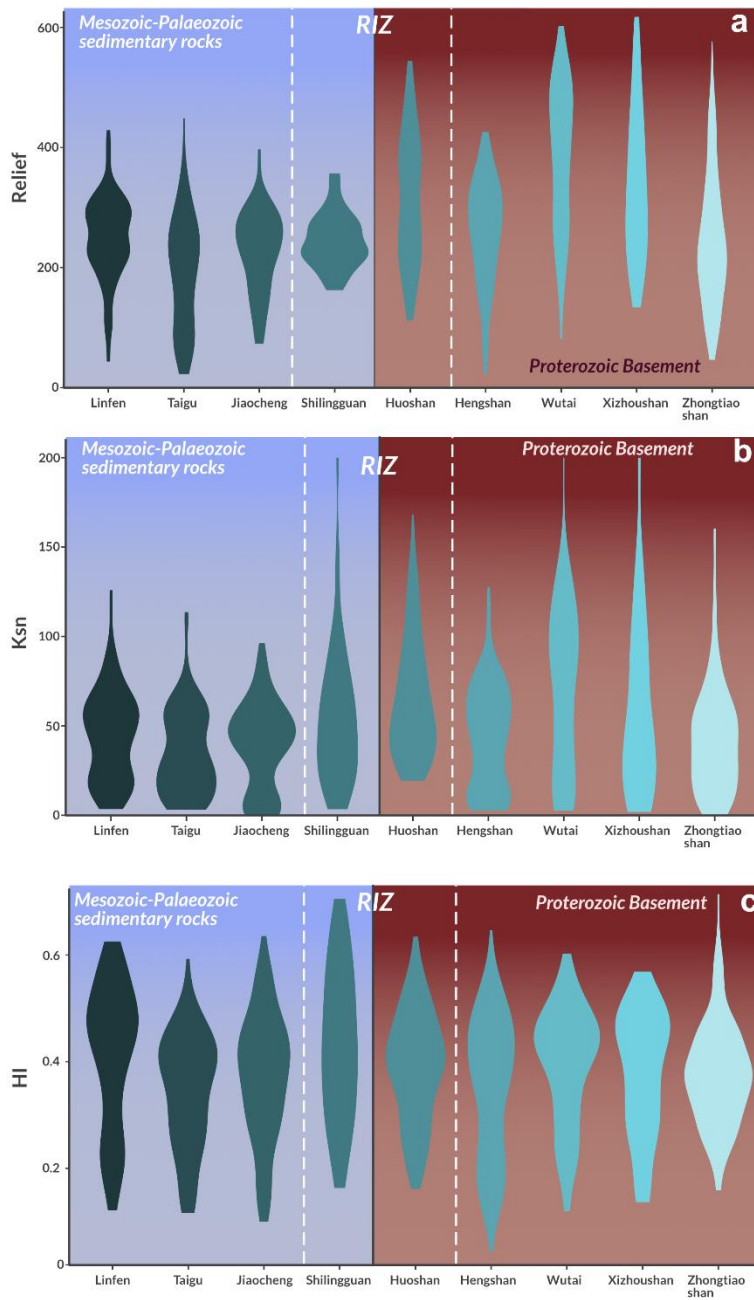 Mesozoic-Palaeozoic
sedimentary rocks
RIZ
a
600
400
200
0
Relief
Proterozoic Basement
Linfen
Taigu
Jiaocheng
Shilingguan
Huoshan
Hengshan
Wutai
Xizhoushan
Zhongtiao
shan
Mesozoic-Palaeozoic
sedimentary rocks
RIZ
Proterozoic Basement
b
200
150
100
50
0
Ksn
Linfen
Taigu
Jiaocheng
Shilingguan
Huoshan
Hengshan
Wutai
Xizhoushan
Zhongtiao
shan
Mesozoic-Palaeozoic
sedimentary rocks
RIZ
Proterozoic Basement
c
0.6
0.4
0.2
0
HI
Linfen
Taigu
Jiaocheng
Shilingguan
Huoshan
Hengshan
Wutai
Xizhoushan
Zhongtiao
shan